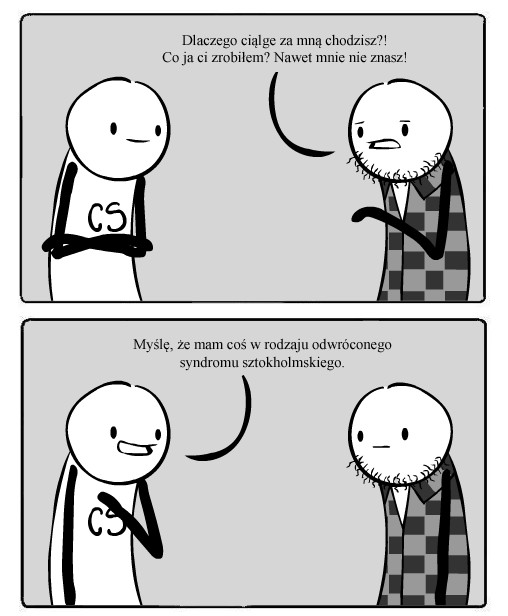 Dlaczego ciąlge za mną chodzisz?!
Co ja ci zrobiłem? Nawet mnie nie znasz!
CS
Myślę, że mam coś w rodzaju odwróconego
syndromu sztokholmskiego.
CS